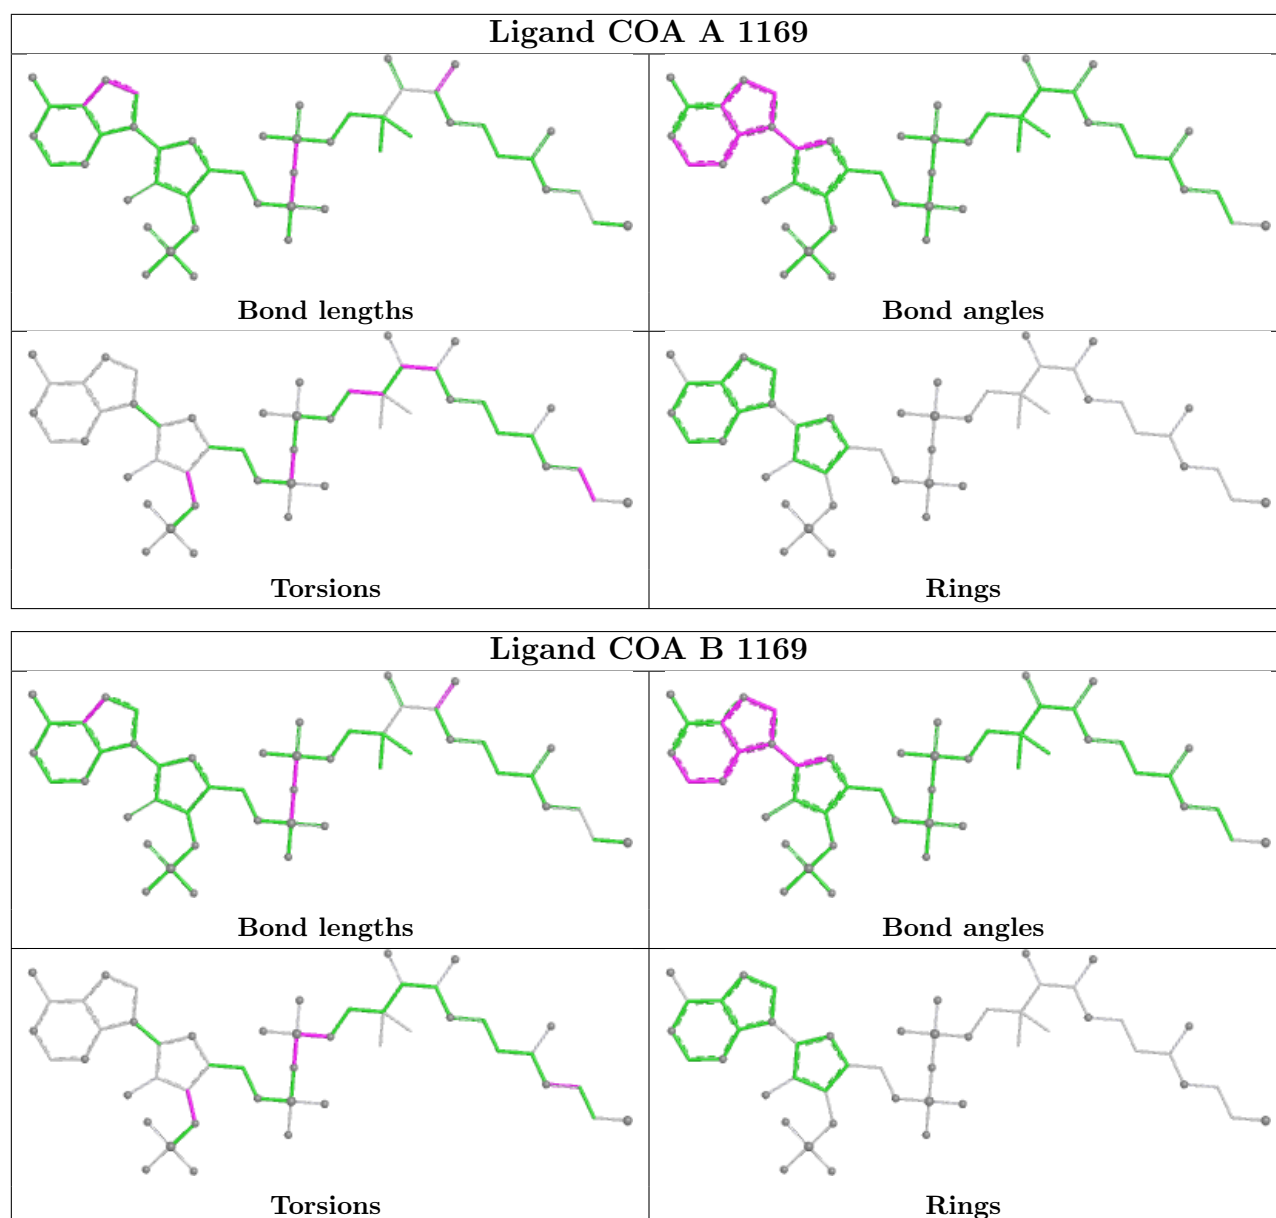 Ligand COA A 1169
Bond lengths
Bond angles
Torsions
Rings
Ligand COA B 1169
Bond lengths
Bond angles
Torsions
Rings